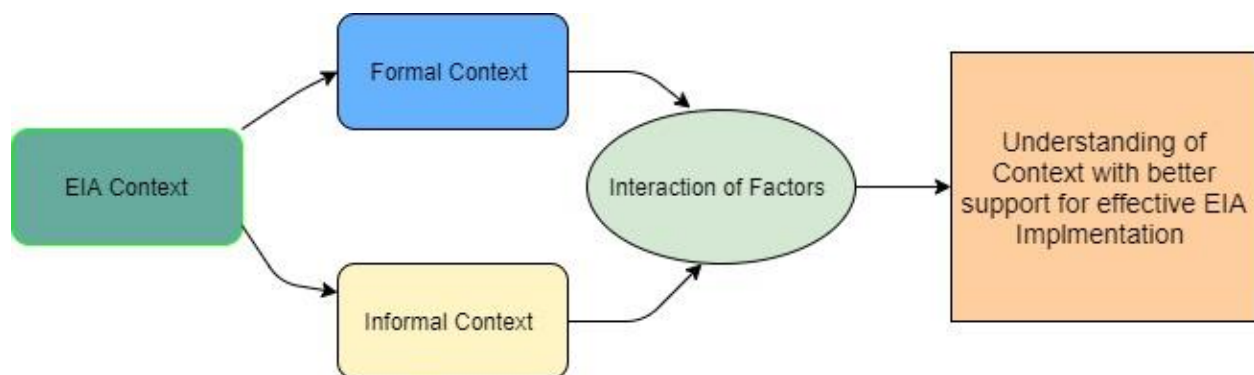 Formal Context
EIA Context
Interaction of Factors
Informal Context
Understanding of
Context with better
support for effective EIA
Implmentation